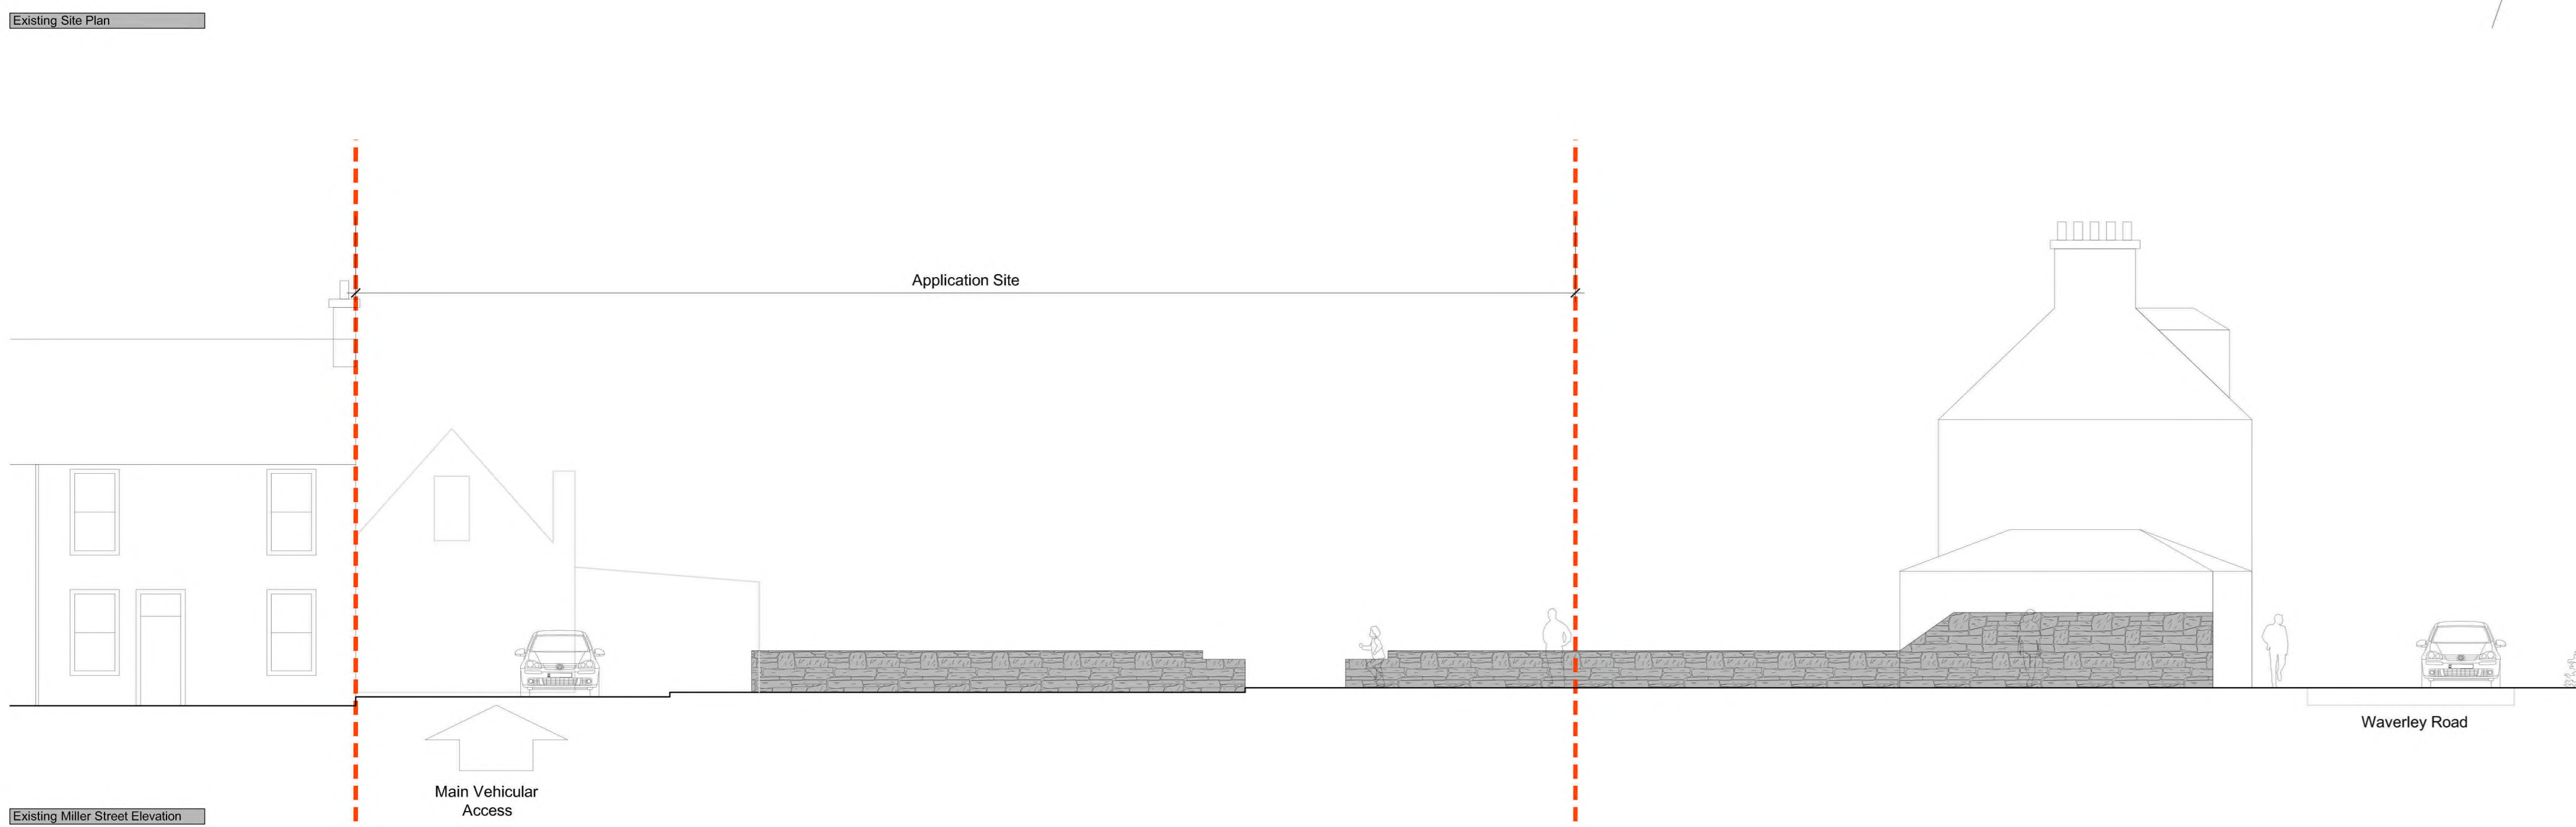 Existing Site Plan
Application Site
Waverley Road
Main Vehicular
Access
Existing Miller Street Elevation